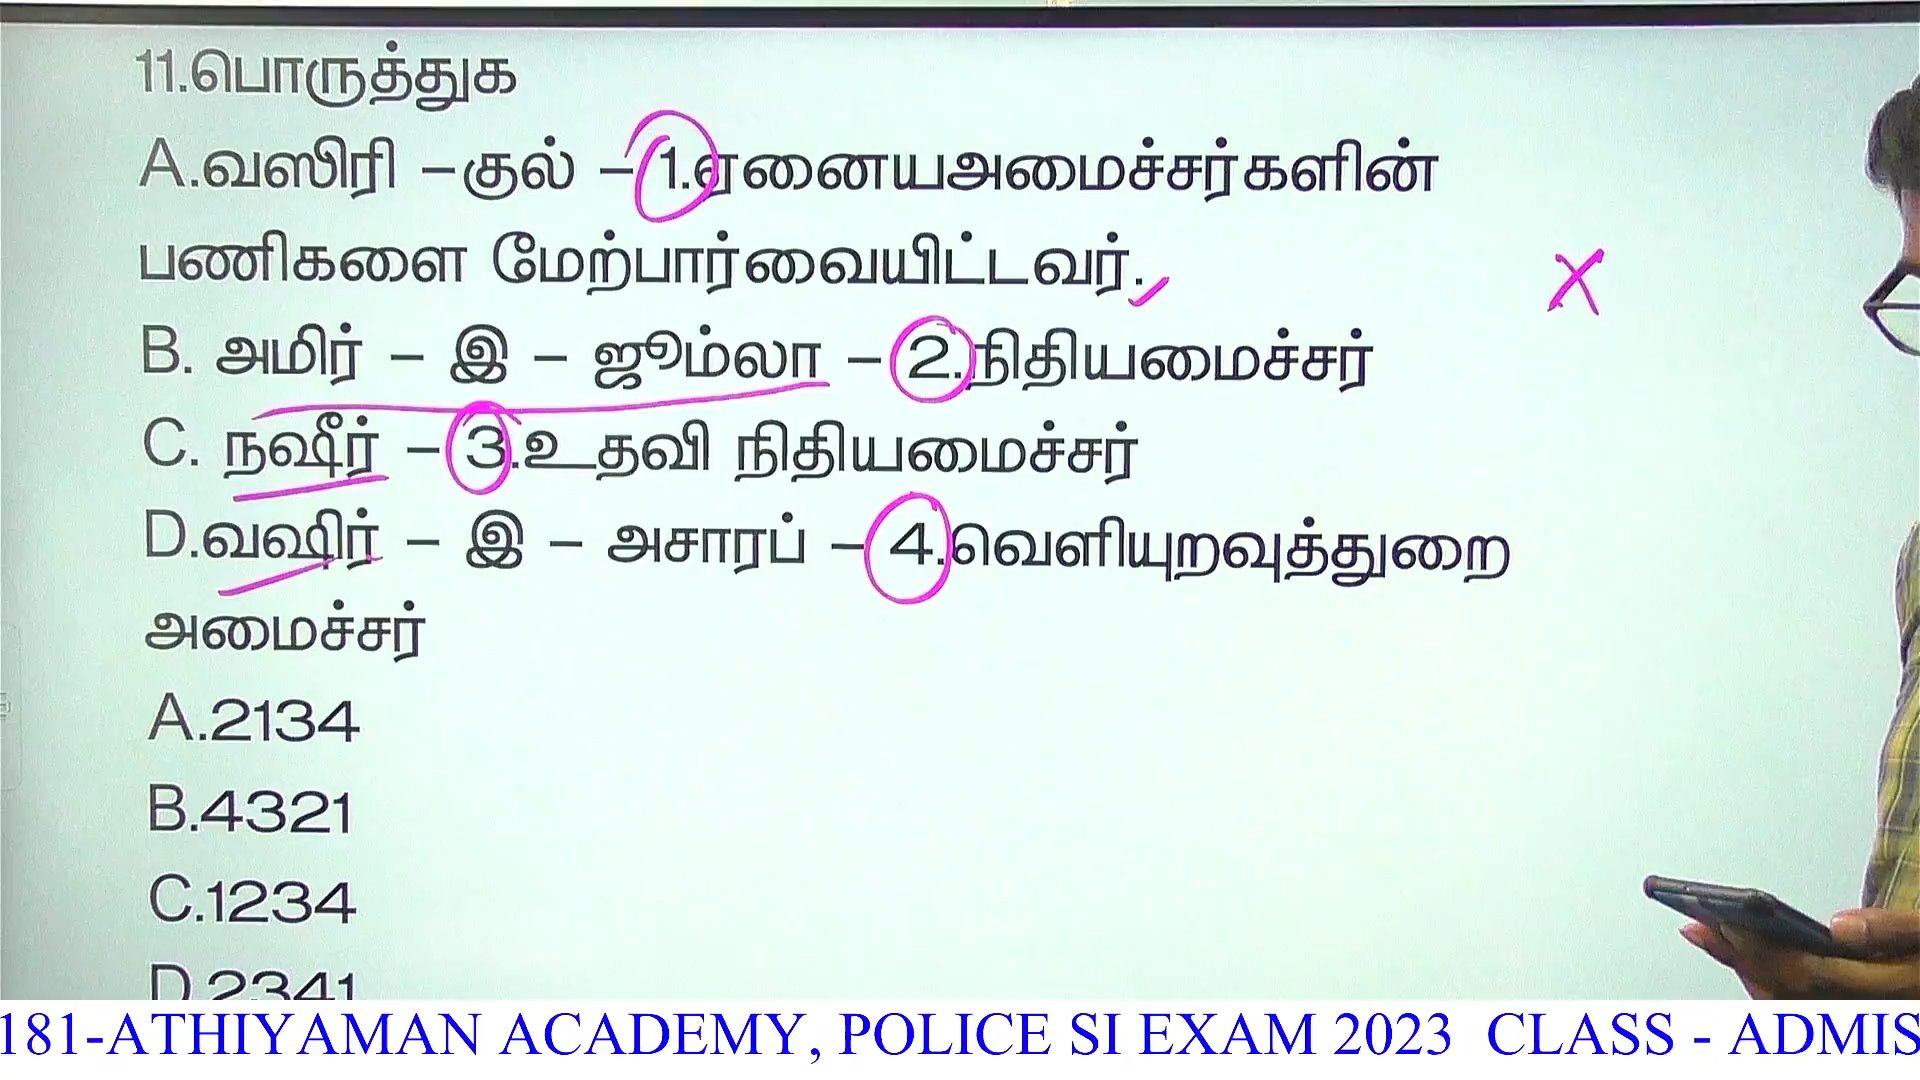 11.பொருத்துக
A.வஸிரி –குல் – 1.ஏனையஅமைச்சர்களின்
பணிகளை மேற்பார்வையிட்டவர்.
B. அமிர் – இ – ஜூம்லா – 2.நிதியமைச்சர்
C. நஷீர் – 3.உதவி நிதியமைச்சர்
D.வஷிர் – இ – அசாரப் – 4.வெளியுறவுத்துறை
அமைச்சர்
A.2134
B.4321
C.1234
D.2341
181-ATHIYAMAN ACADEMY, POLICE SI EXAM 2023 CLASS - ADMIS